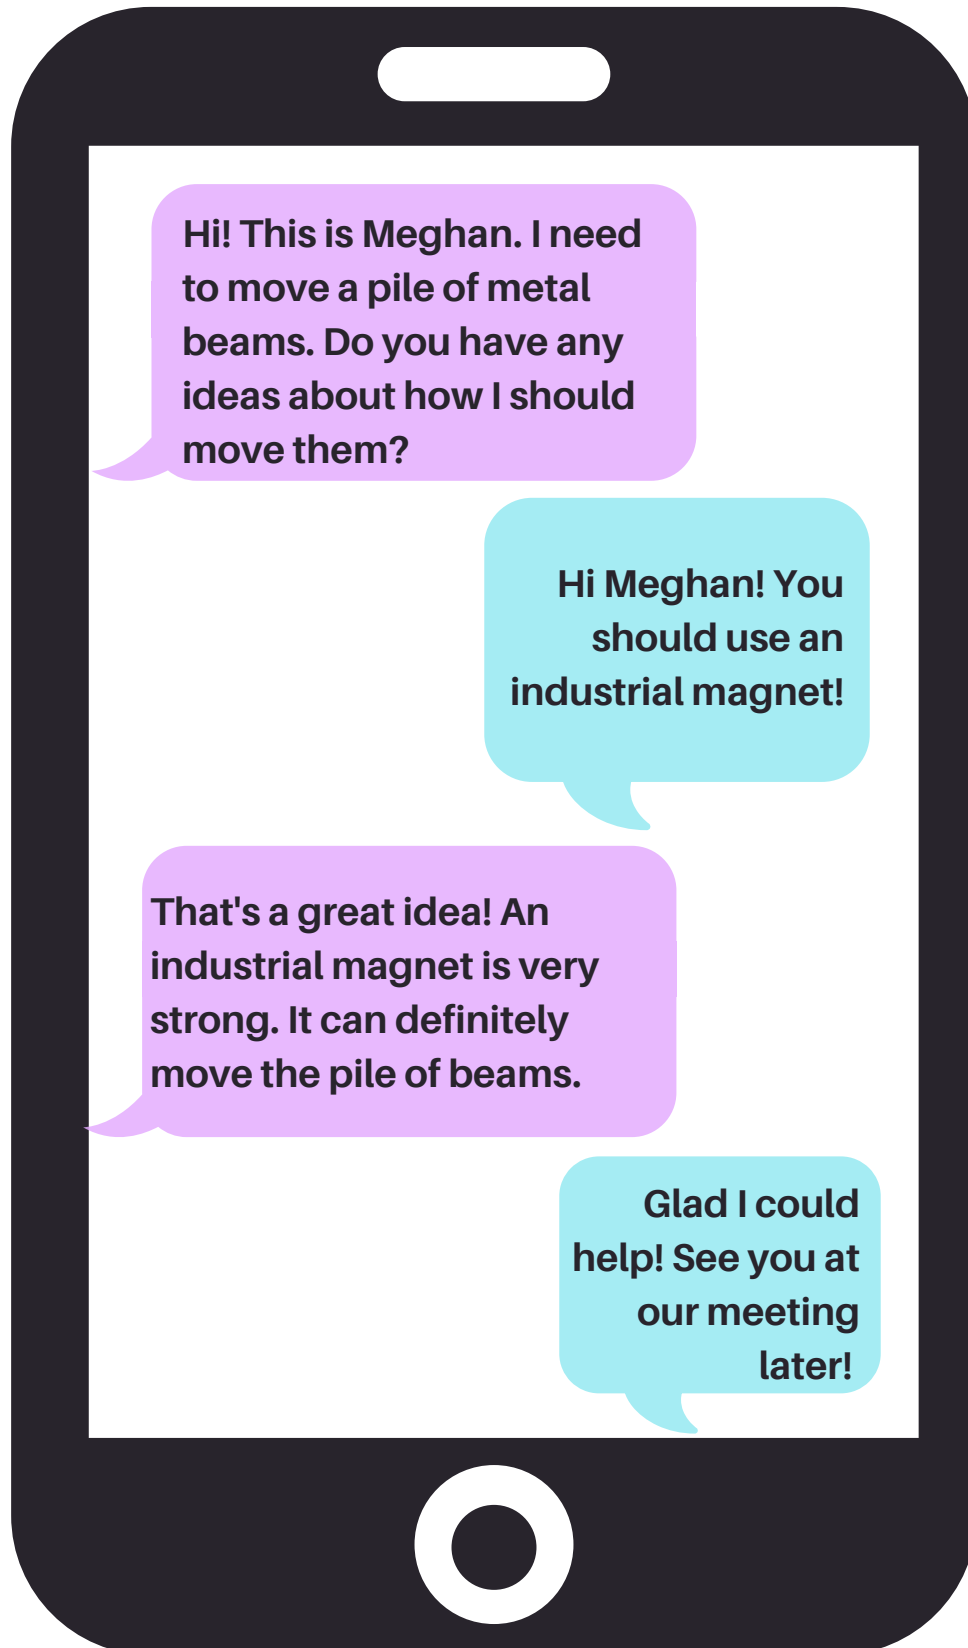 Hi! This is Meghan. I need
to move a pile of metal
beams. Do you have any
ideas about how I should
move them?
Hi Meghan! You
should use an
industrial magnet!
That's a great idea! An
industrial magnet is very
strong. It can definitely
move the pile of beams.
Glad I could
help! See you at
our meeting
later!